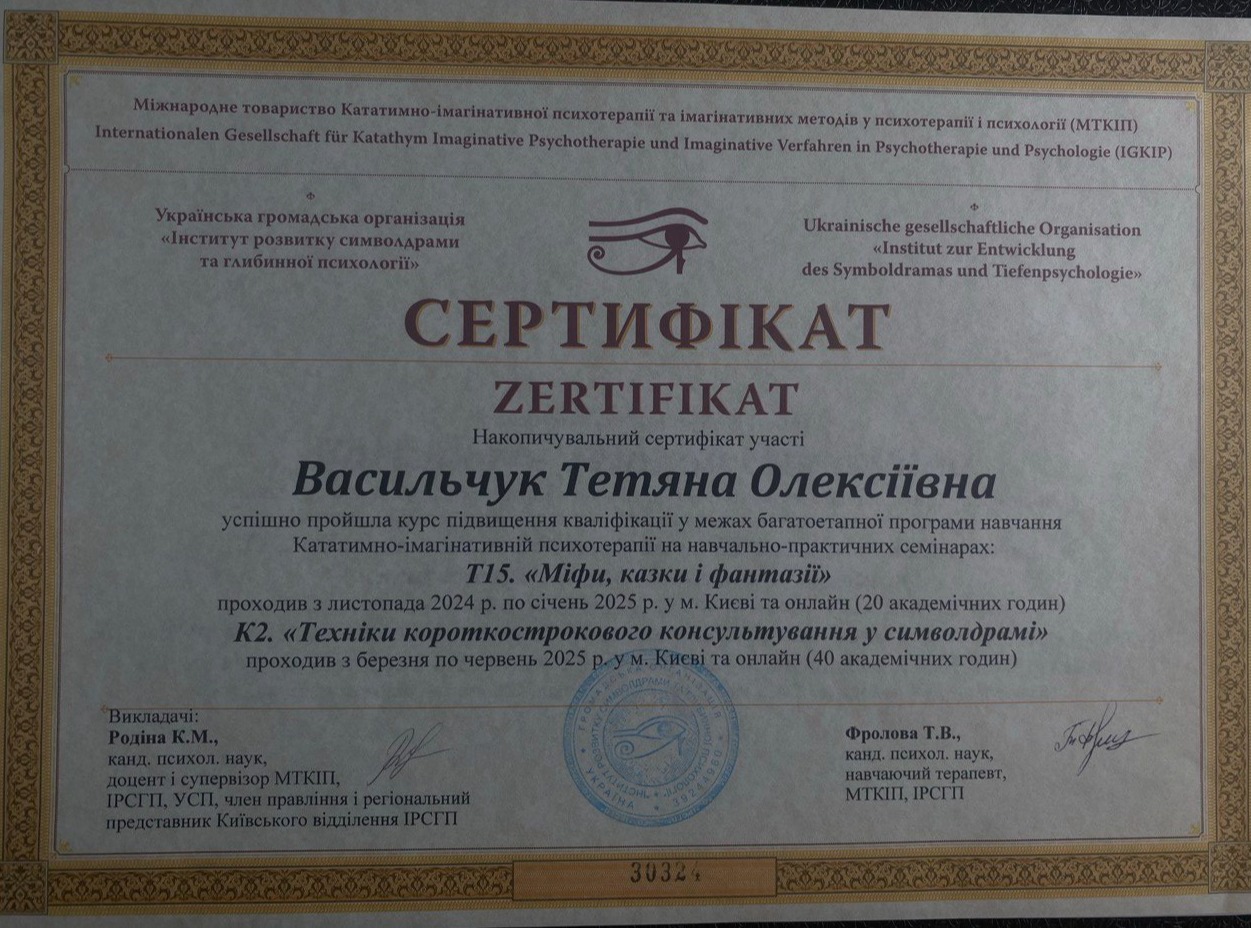 Міжнародне товариство Кататимно-імагінативної психотерапії та імагінативних методів у психотерапії і психології (МТКІП)
Internationalen Gesellschaft für Katathym Imaginative Psychotherapie und Imaginative Verfahren in Psychotherapie und Psychologie (IGKIP)
Українська громадська організація
«Інститут розвитку символдрами
та глибинної психології»
Ukrainische gesellschaftliche Organisation
«Institut zur Entwicklung
des Symboldramas und Tiefenpsychologie»
СЕРТИФІКАТ
ZERTIFIKAT
Накопичувальний сертифікат участі
Васильчук Тетяна Олексіївна
успішно пройшла курс підвищення кваліфікації у межах багатоетапної програми навчання
Кататимно-імагінативній психотерапії на навчально-практичних семінарах:
Т15. «Міфи, казки і фантазії»
проходив з листопада 2024 р. по січень 2025 р. у м. Києві та онлайн (20 академічних годин)
К2. «Техніки короткострокового консультування у символдрамі»
проходив з березня по червень 2025 р. у м. Києві та онлайн (40 академічних годин)
Викладачі:
Родіна К.М.,
канд. психол. наук,
доцент і супервізор МТКІП,
ІРСГП, УСП, член правління і регіональний
представник Київського відділення ІРСГП
Фролова Т.В.,
канд. психол. наук,
навчаючий терапевт,
МТКІП, ІРСГП
ГРОМАДСЬКА ОРГАНІЗАЦІЯ
УКРАЇНА * 39244960
30324